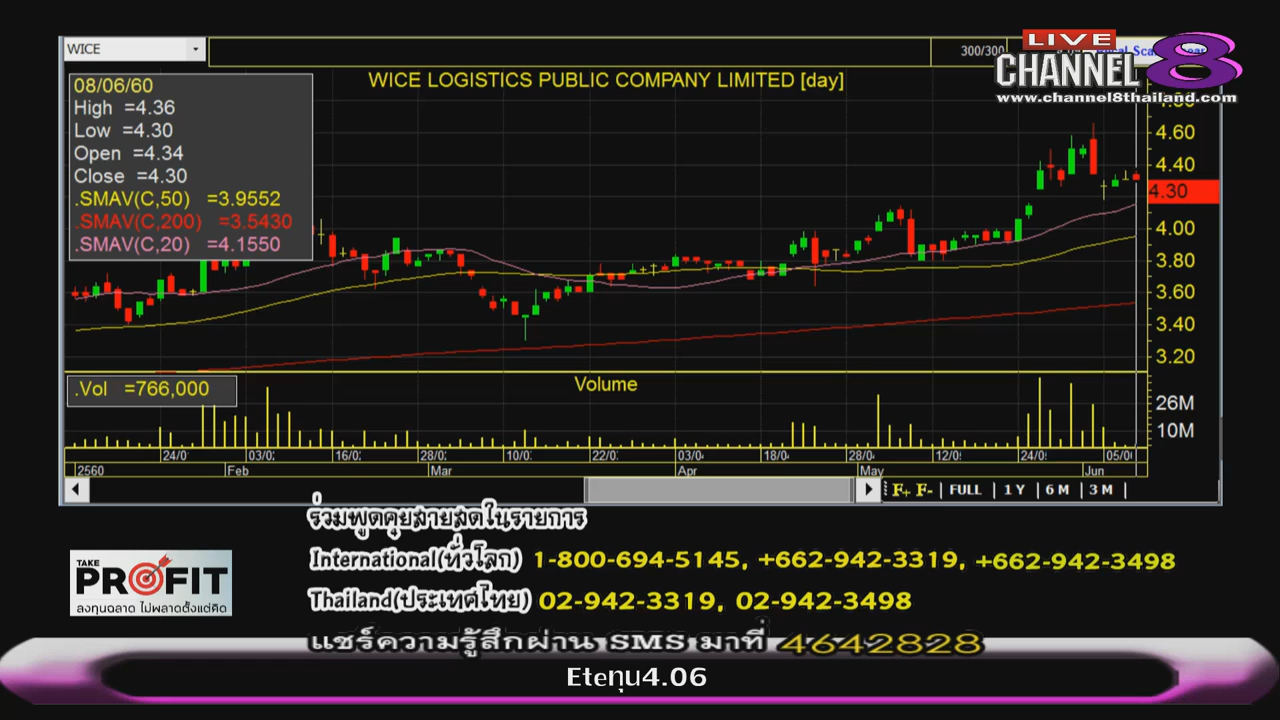 WICE
300/300
LIVE
CHANNEL 8
www.channel8thailand.com
WICE LOGISTICS PUBLIC COMPANY LIMITED [day]
08/06/60
High =4.36
Low =4.30
Open =4.34
Close =4.30
.SMAV(C,50) =3.9552
.SMAV(C,200) =3.5430
.SMAV(C,20) =4.1550
4.60
4.40
4.30
4.00
3.80
3.60
3.40
3.20
.Vol =766,000
Volume
26M
10M
24/0 03/0 16/0 28/0 10/0 22/0 03/0 18/0 28/0 12/0 24/0 05/0
2560 Feb Mar Apr May Jun
F+ F- FULL 1 Y 6 M 3 M
ร่วมพูดคุยสายสดในรายการ
International(ทั่วโลก) 1-800-694-5145, +662-942-3319, +662-942-3498
Thailand(ประเทศไทย) 02-942-3319, 02-942-3498
TAKE
PROFIT
ลงทุนฉลาด ไม่พลาดตั้งแต่คิด
แชร์ความรู้สึกผ่าน SMS มาที่ 4642828
Eteทุน4.06